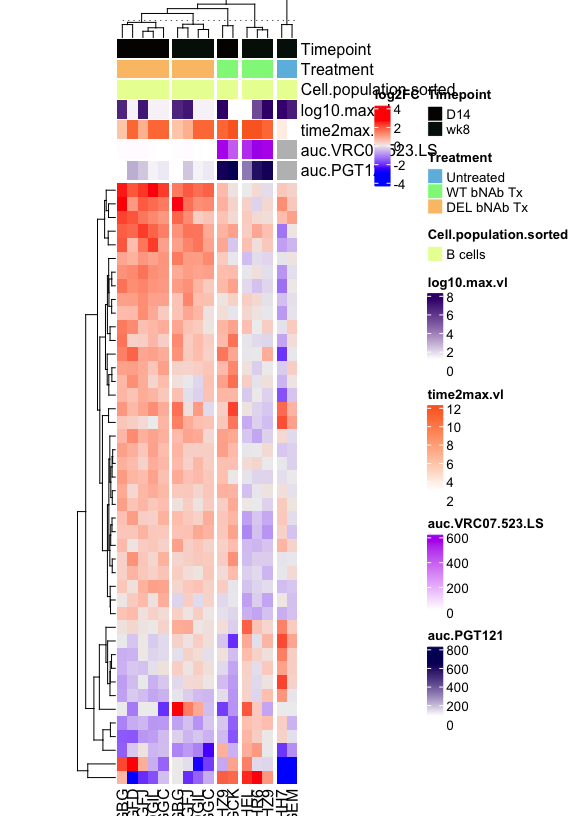 Timepoint
Treatment
Cell.population.sorted
log10.max.vl
time2max.vl
auc.VRC07.523.LS
auc.PGT121
log2FC
4
2
0
-2
-4
Timepoint
D14
wk8
Treatment
Untreated
WT bNAb Tx
DEL bNAb Tx
Cell.population.sorted
B cells
log10.max.vl
8
6
4
2
0
time2max.vl
12
10
8
6
4
2
auc.VRC07.523.LS
600
400
200
0
auc.PGT121
800
600
400
200
0